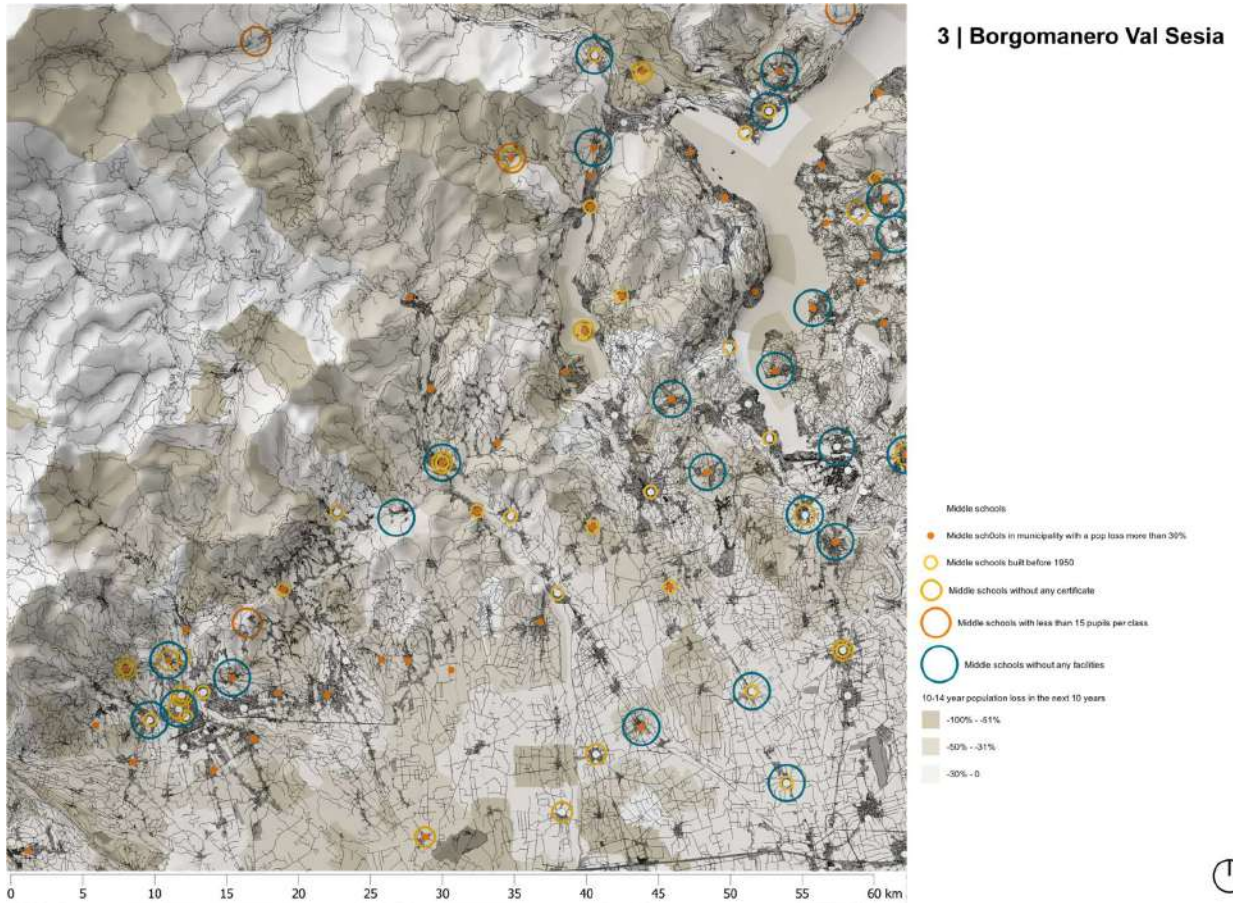 3 | Borgomanero Val Sesia
Middle schools
Middle schools in municipality with a pop loss more than 30%
Middle schools built before 1950
Middle schools without any certificate
Middle schools with less than 15 pupils per class
Middle schools without any facilities
10-14 year population loss in the next 10 years
-100% - -51%
-50% - -31%
-30% - 0
0 5 10 15 20 25 30 35 40 45 50 55 60 km